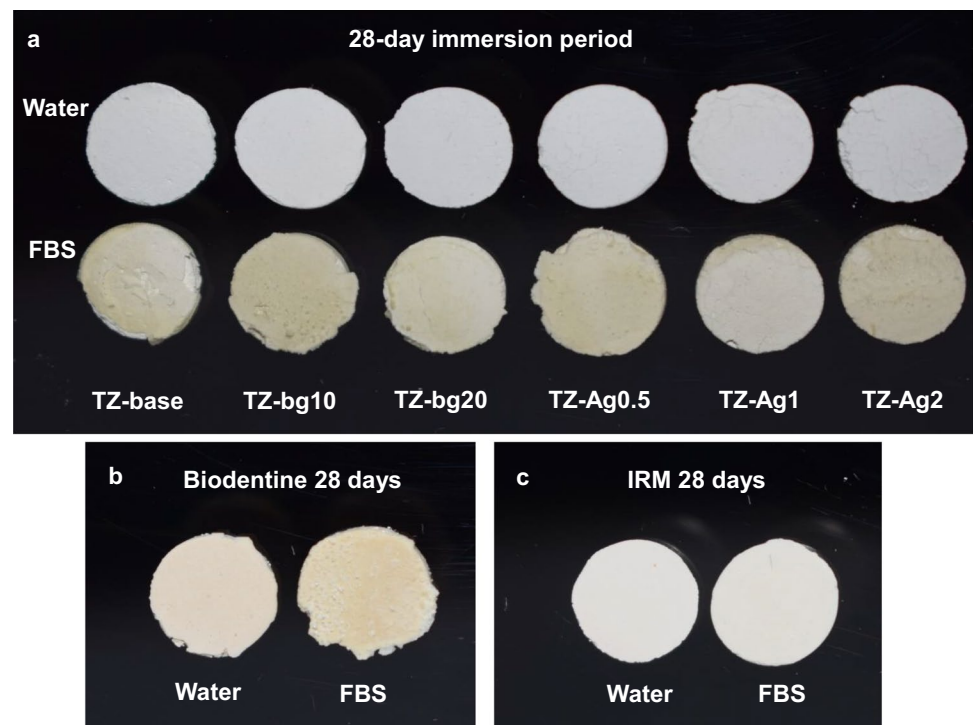 a
28-day immersion period
Water
FBS
TZ-base TZ-bg10 TZ-bg20 TZ-Ag0.5 TZ-Ag1 TZ-Ag2
b
Biodentine 28 days
Water FBS
c
IRM 28 days
Water FBS